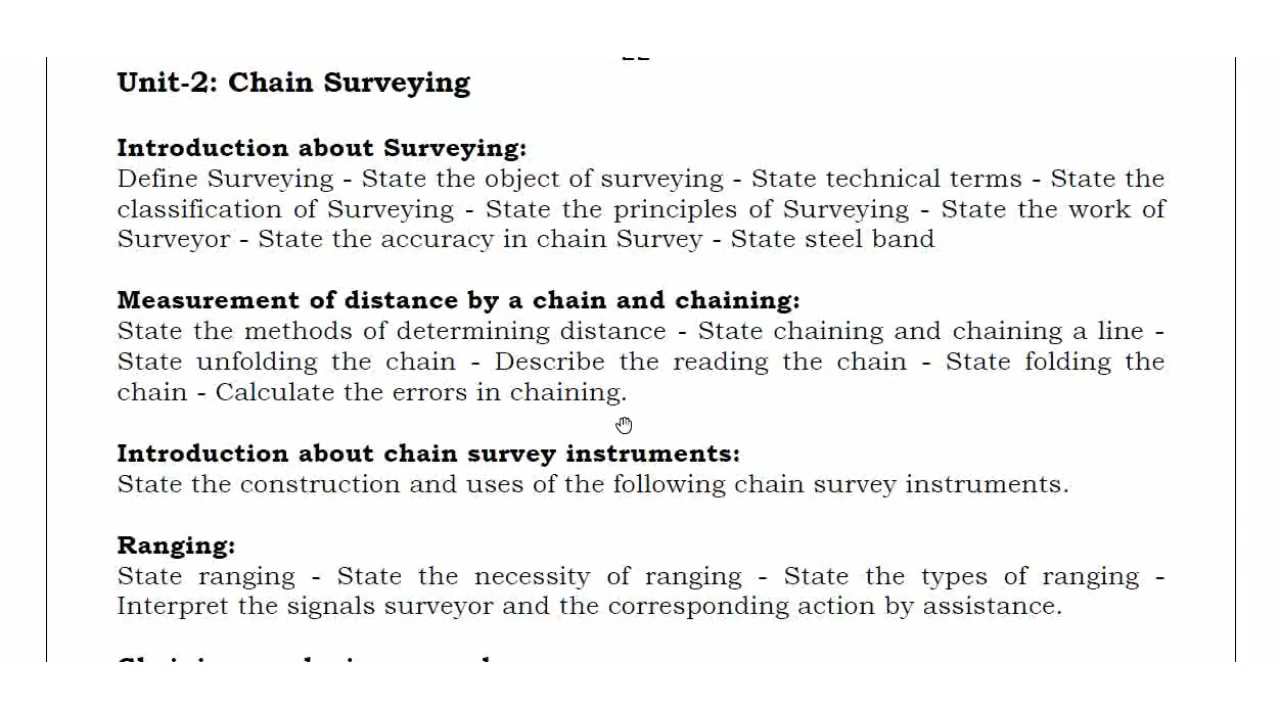 Unit-2: Chain Surveying
Introduction about Surveying:
Define Surveying - State the object of surveying - State technical terms - State the
classification of Surveying - State the principles of Surveying - State the work of
Surveyor - State the accuracy in chain Survey - State steel band
Measurement of distance by a chain and chaining:
State the methods of determining distance - State chaining and chaining a line -
State unfolding the chain - Describe the reading the chain - State folding the
chain - Calculate the errors in chaining.
Introduction about chain survey instruments:
State the construction and uses of the following chain survey instruments.
Ranging:
State ranging - State the necessity of ranging - State the types of ranging -
Interpret the signals surveyor and the corresponding action by assistance.